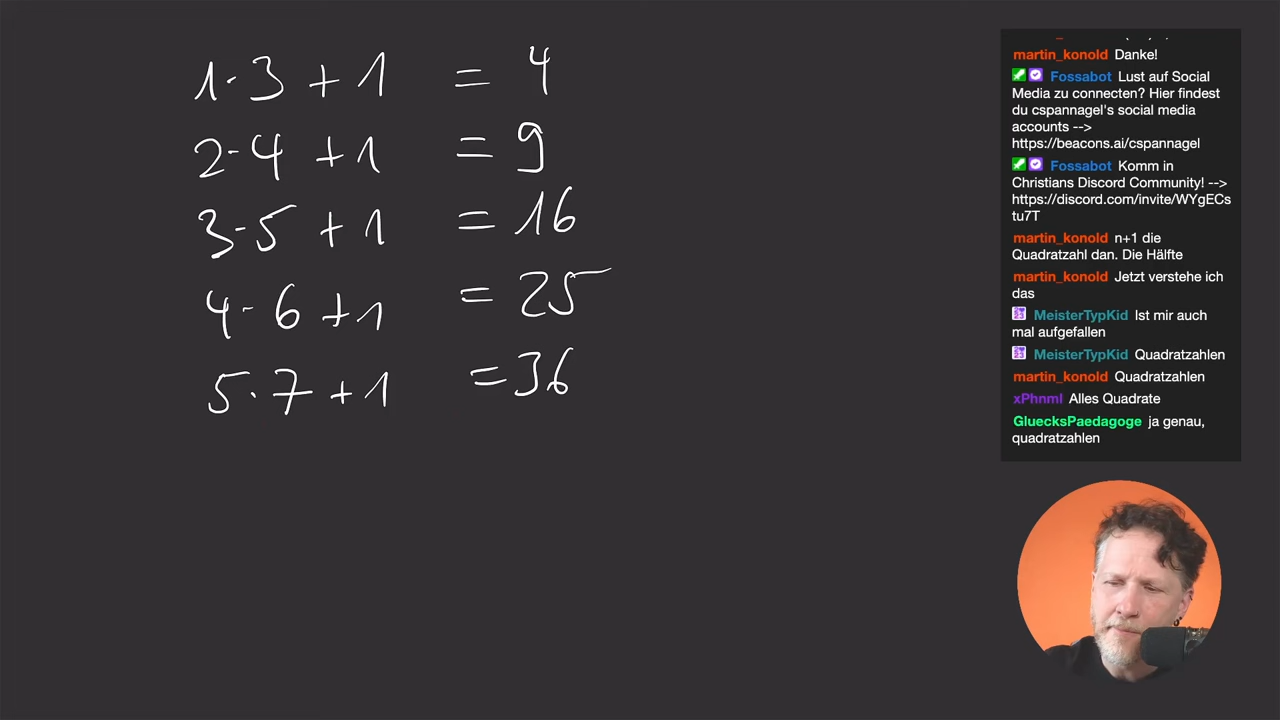 1·3 + 1 = 4
2·4 + 1 = 9
3·5 + 1 = 16
4·6 + 1 = 25
5·7 + 1 = 36
martin_konold Danke!
Fossabot Lust auf Social
Media zu connecten? Hier findest
du cspannagel's social media
accounts -->
https://beacons.ai/cspannagel
Fossabot Komm in
Christians Discord Community! -->
https://discord.com/invite/WYgECs
tu7T
martin_konold n+1 die
Quadratzahl dan. Die Hälfte
martin_konold Jetzt verstehe ich
das
MeisterTypKid Ist mir auch
mal aufgefallen
MeisterTypKid Quadratzahlen
martin_konold Quadratzahlen
xPhnml Alles Quadrate
GluecksPaedagoge ja genau,
quadratzahlen